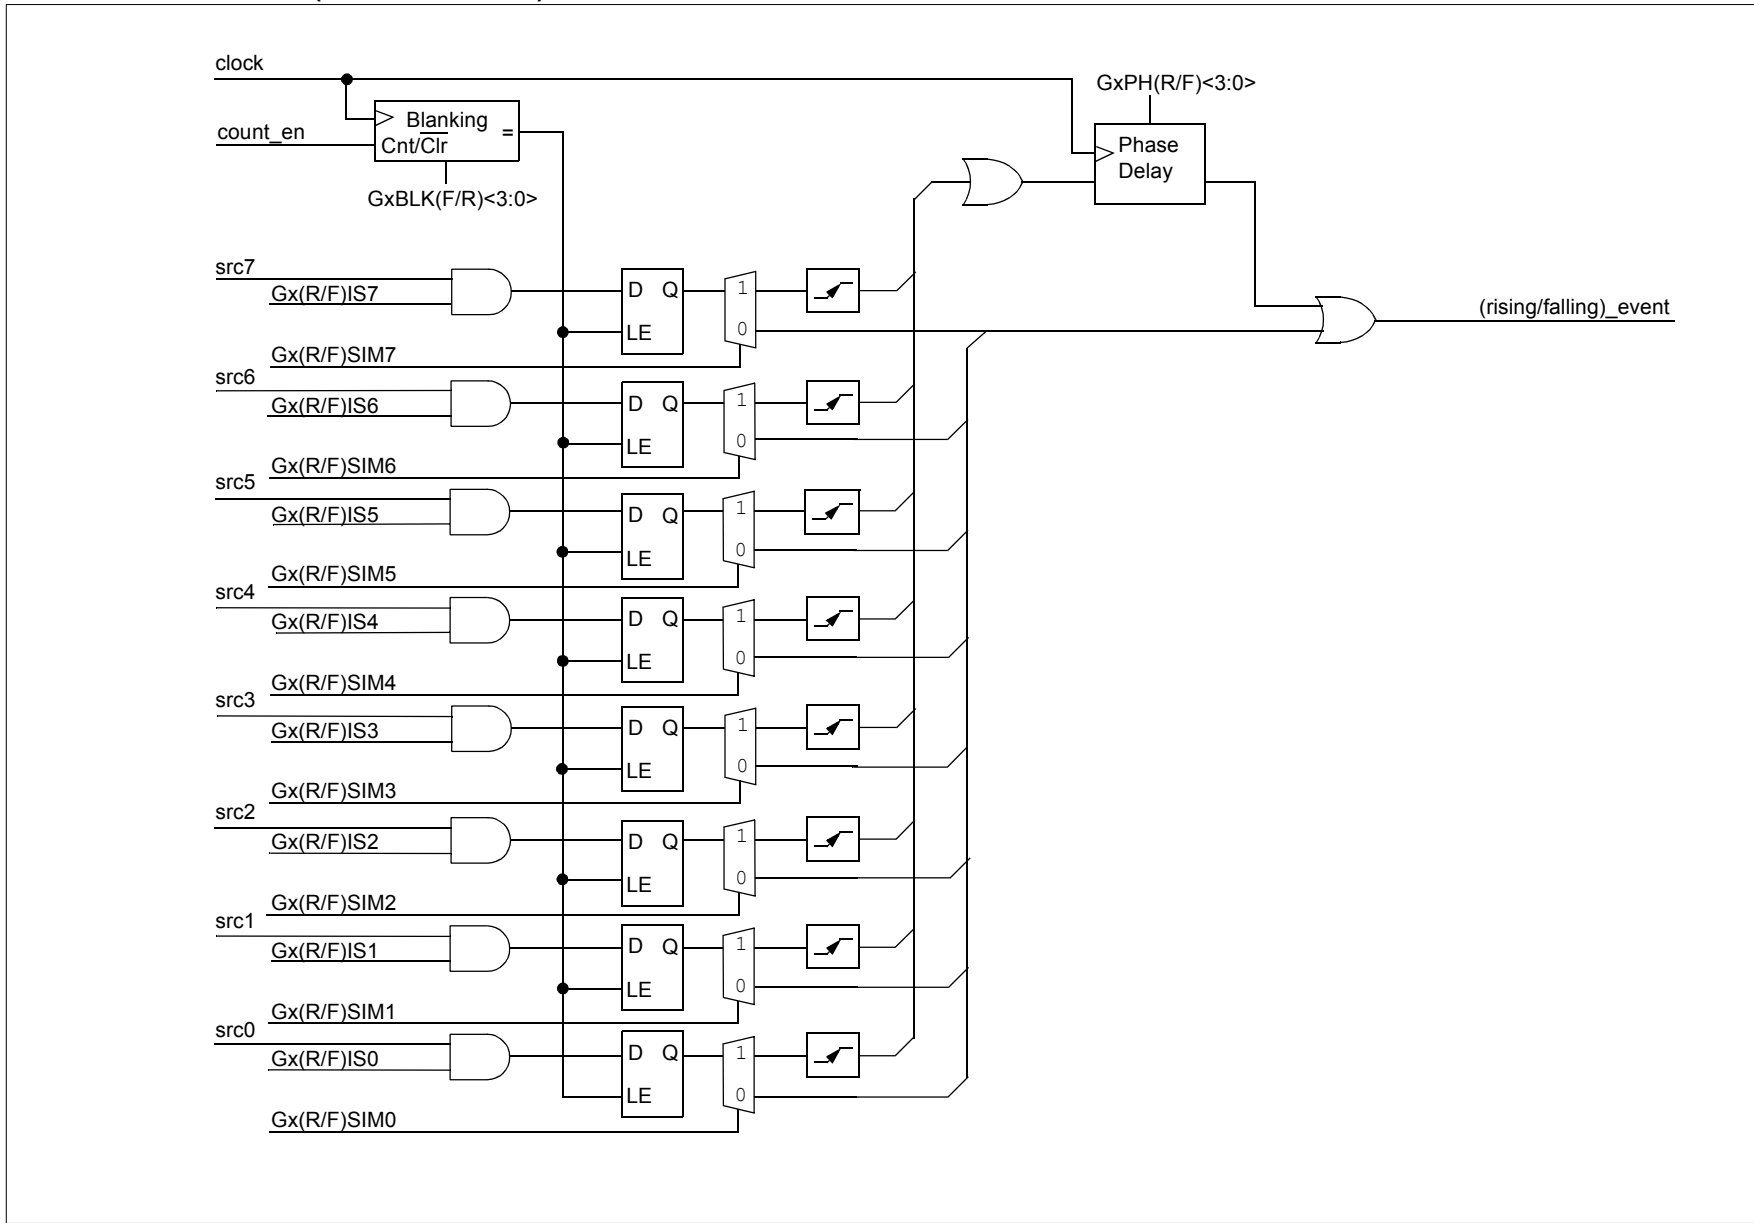 clock
GxPH(R/F)<3:0>
Blanking
=
count_en
Cnt/Clr
Phase
Delay
GxBLK(F/R)<3:0>
src7
Gx(R/F)IS7
D Q
1
(rising/falling)_event
LE
0
Gx(R/F)SIM7
src6
Gx(R/F)IS6
D Q
1
LE
0
Gx(R/F)SIM6
src5
Gx(R/F)IS5
D Q
1
LE
0
Gx(R/F)SIM5
src4
Gx(R/F)IS4
D Q
1
LE
0
Gx(R/F)SIM4
src3
Gx(R/F)IS3
D Q
1
LE
0
Gx(R/F)SIM3
src2
Gx(R/F)IS2
D Q
1
LE
0
Gx(R/F)SIM2
src1
Gx(R/F)IS1
D Q
1
LE
0
Gx(R/F)SIM1
src0
Gx(R/F)IS0
D Q
1
LE
0
Gx(R/F)SIM0